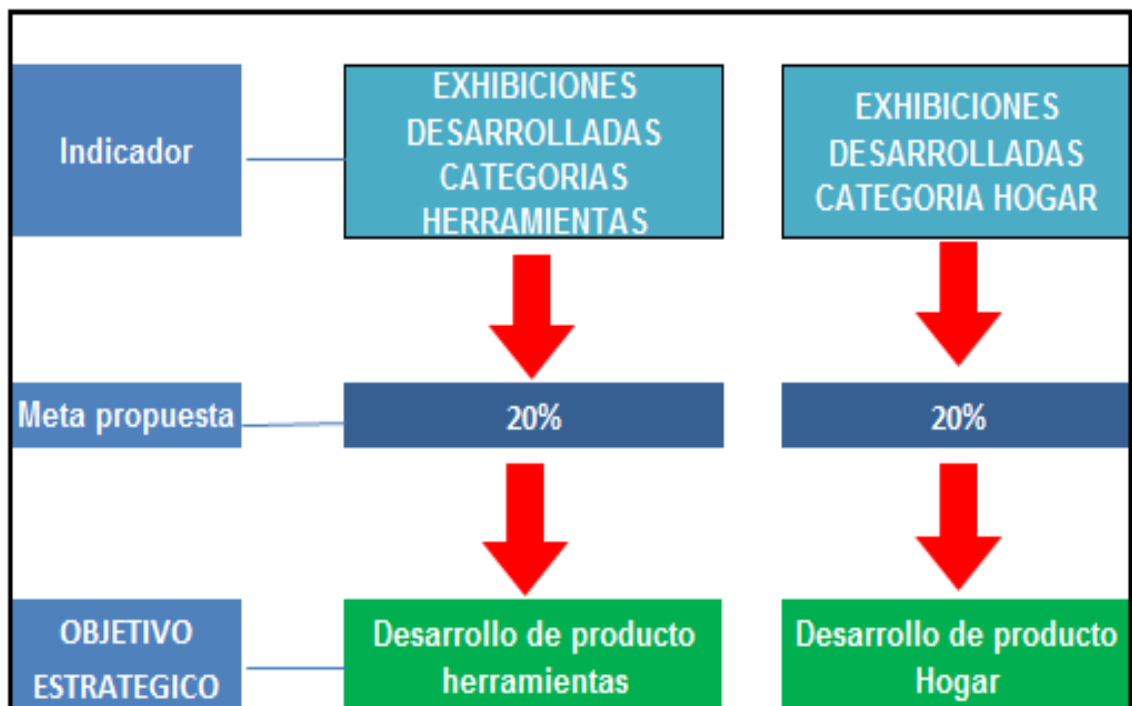 Indicador
EXHIBICIONES
DESARROLLADAS
CATEGORIAS
HERRAMIENTAS
EXHIBICIONES
DESARROLLADAS
CATEGORIA HOGAR
Meta propuesta
20%
20%
OBJETIVO
ESTRATEGICO
Desarrollo de producto
herramientas
Desarrollo de producto
Hogar